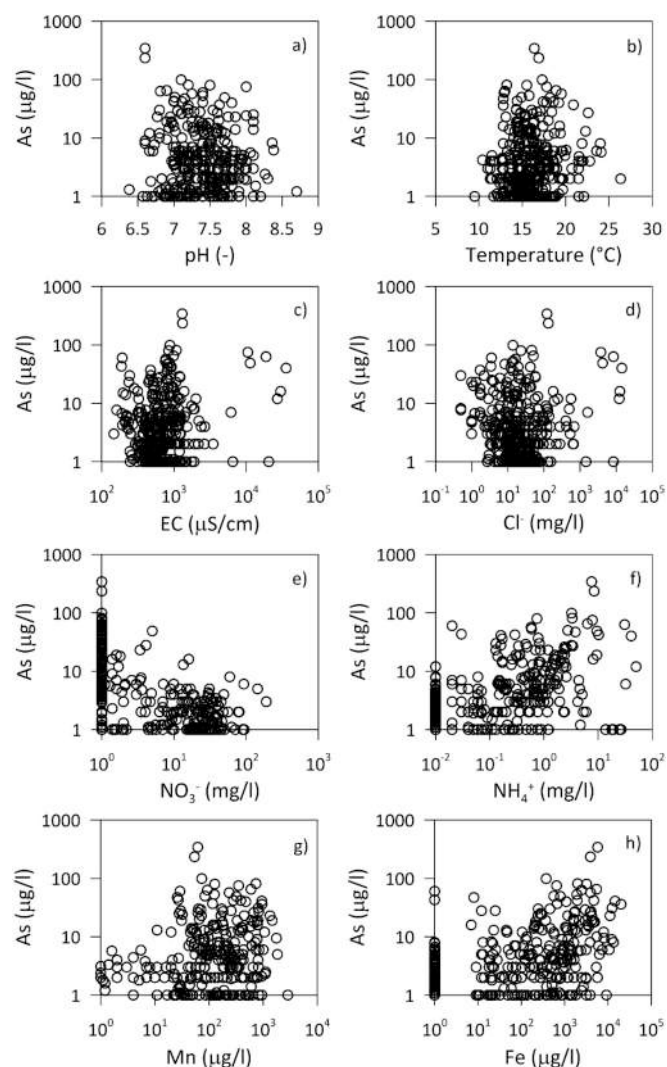 1000 a) 1000 b)
As (µg/l) 100 As (µg/l) 100
10 10
1 1
6 6.5 7 7.5 8 8.5 9 5 10 15 20 25 30
pH (-) Temperature (°C)
1000 c) 1000 d)
As (µg/l) 100 As (µg/l) 100
10 10
1 1
10² 10³ 10⁴ 10⁵ 10⁻¹ 10⁰ 10¹ 10² 10³ 10⁴ 10⁵
EC (µS/cm) Cl⁻ (mg/l)
1000 e) 1000 f)
As (µg/l) 100 As (µg/l) 100
10 10
1 1
10⁰ 10¹ 10² 10³ 10⁻² 10⁻¹ 10⁰ 10¹ 10²
NO₃⁻ (mg/l) NH₄⁺ (mg/l)
1000 g) 1000 h)
As (µg/l) 100 As (µg/l) 100
10 10
1 1
10⁰ 10¹ 10² 10³ 10⁴ 10⁰ 10¹ 10² 10³ 10⁴ 10⁵
Mn (µg/l) Fe (µg/l)